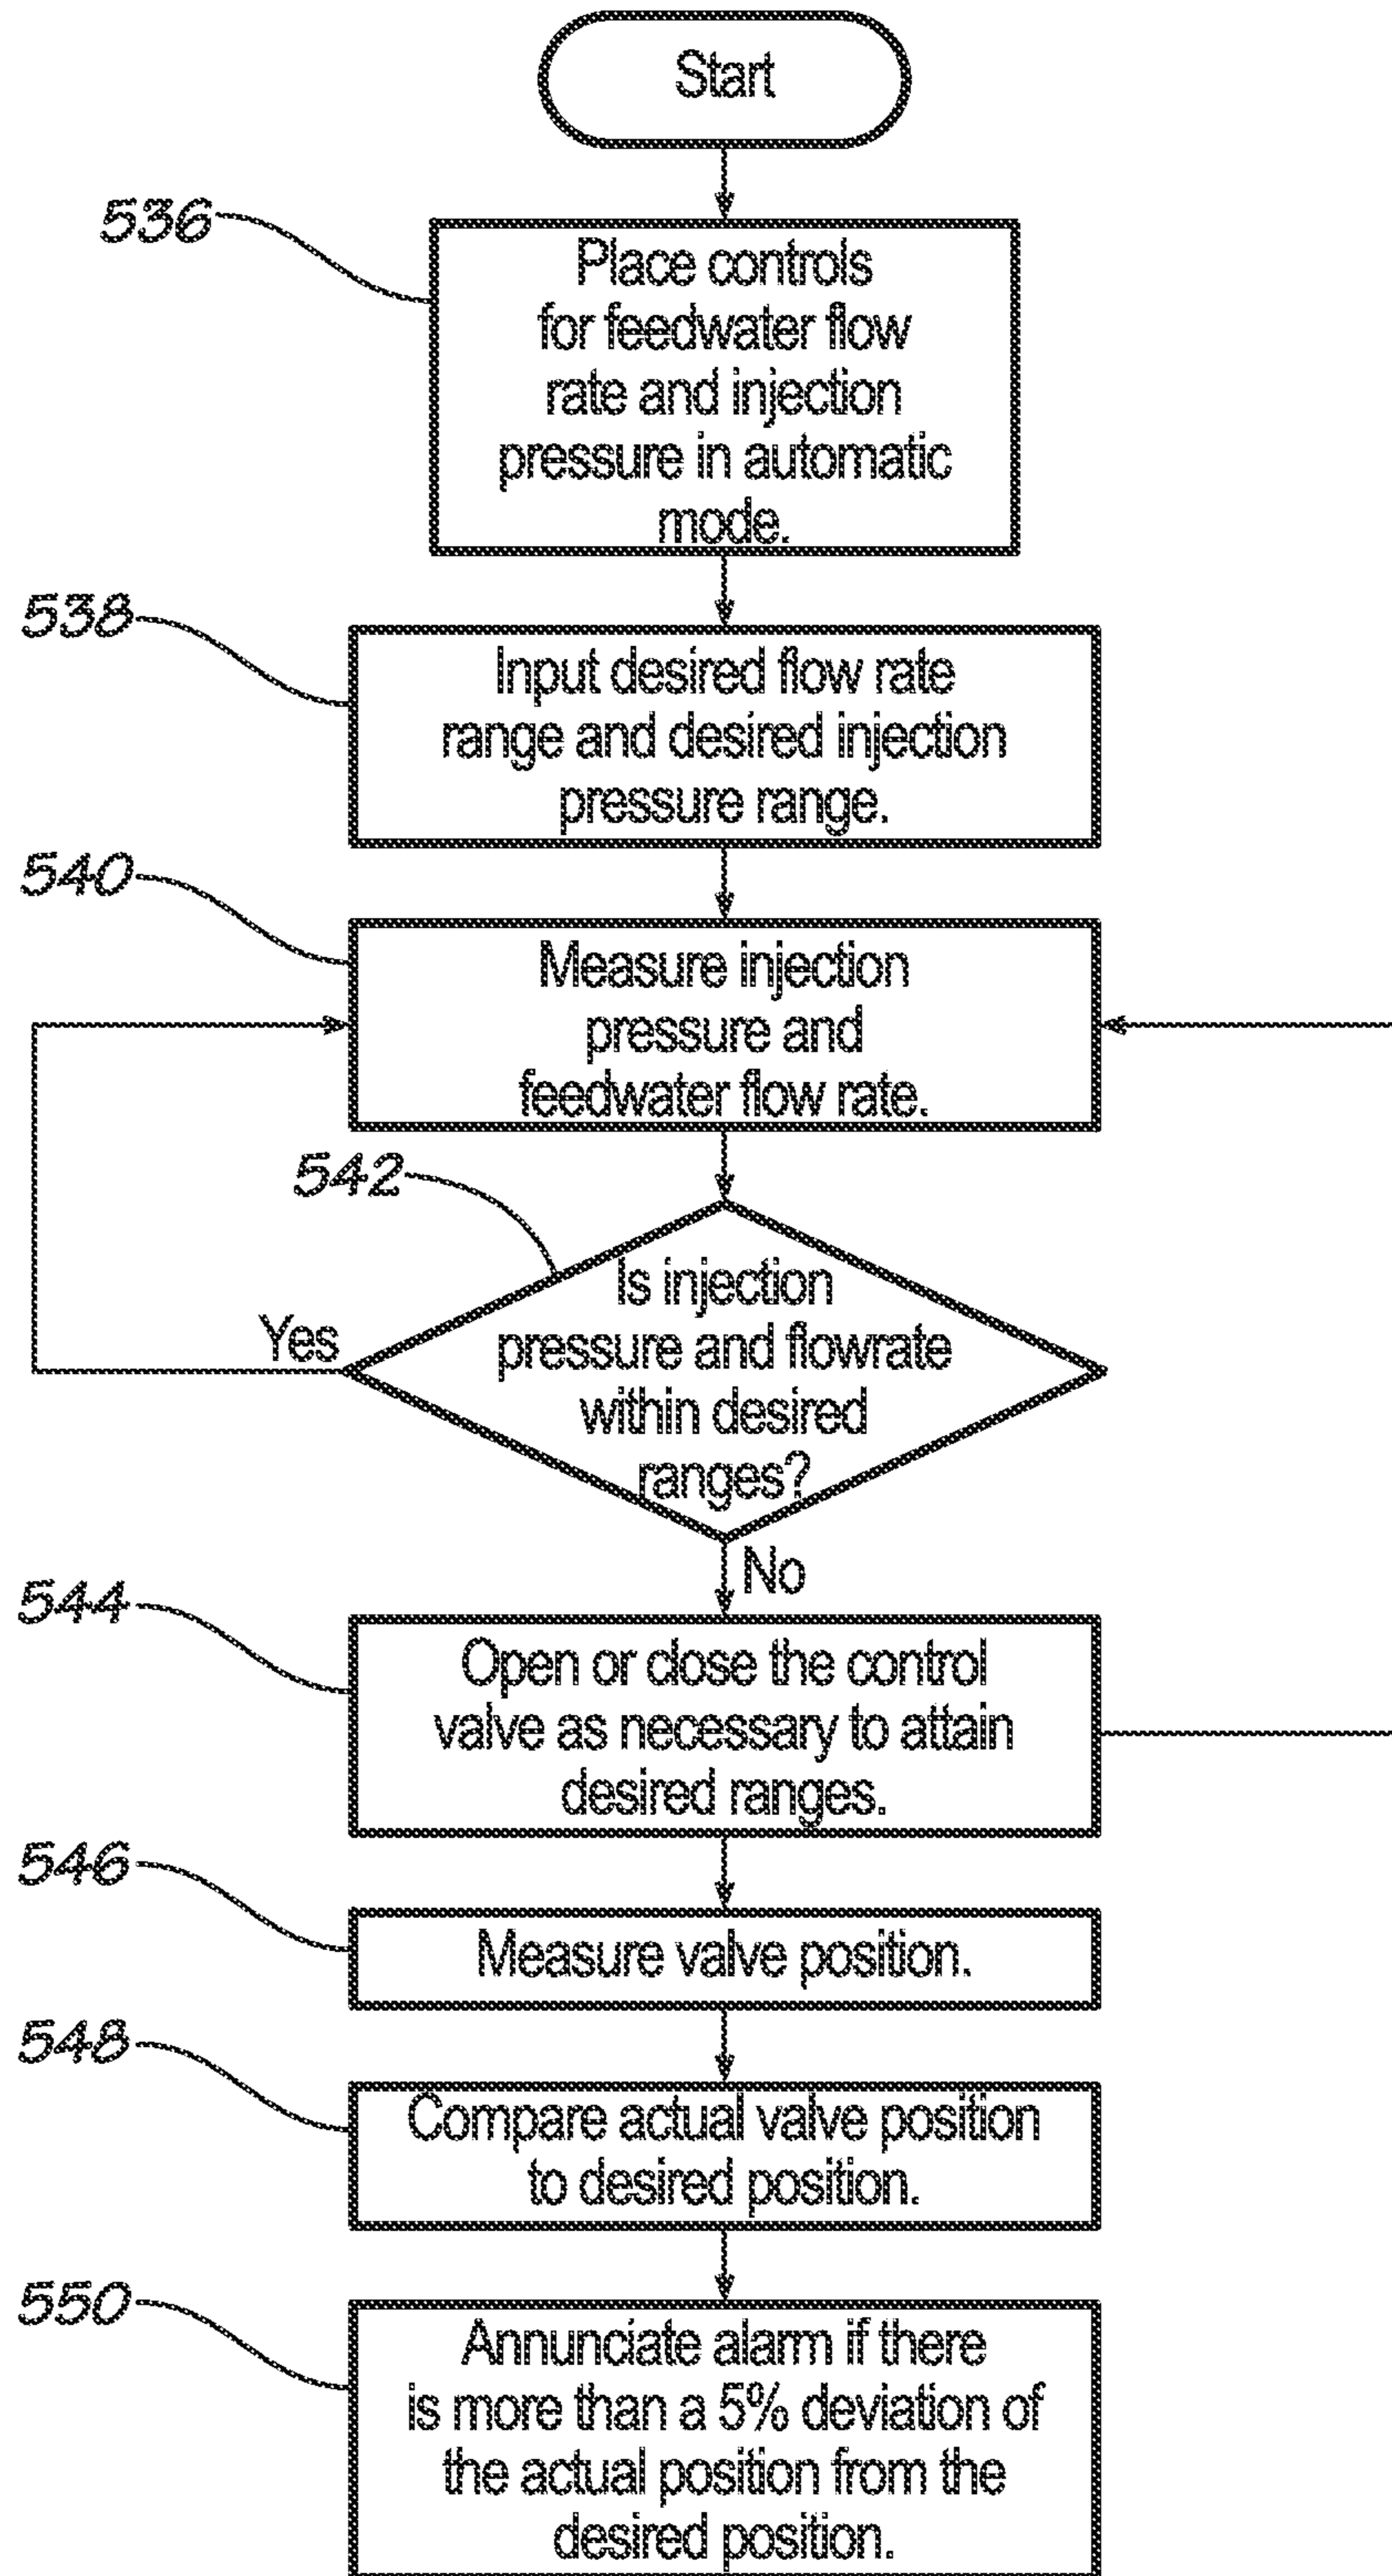 Start
536
Place controls
for feedwater flow
rate and injection
pressure in automatic
mode.
538
Input desired flow rate
range and desired injection
pressure range.
540
Measure injection
pressure and
feedwater flow rate.
542
Is injection
pressure and flowrate
within desired
ranges?
Yes
No
544
Open or close the control
valve as necessary to attain
desired ranges.
546
Measure valve position.
548
Compare actual valve position
to desired position.
550
Annunciate alarm if there
is more than a 5% deviation of
the actual position from the
desired position.